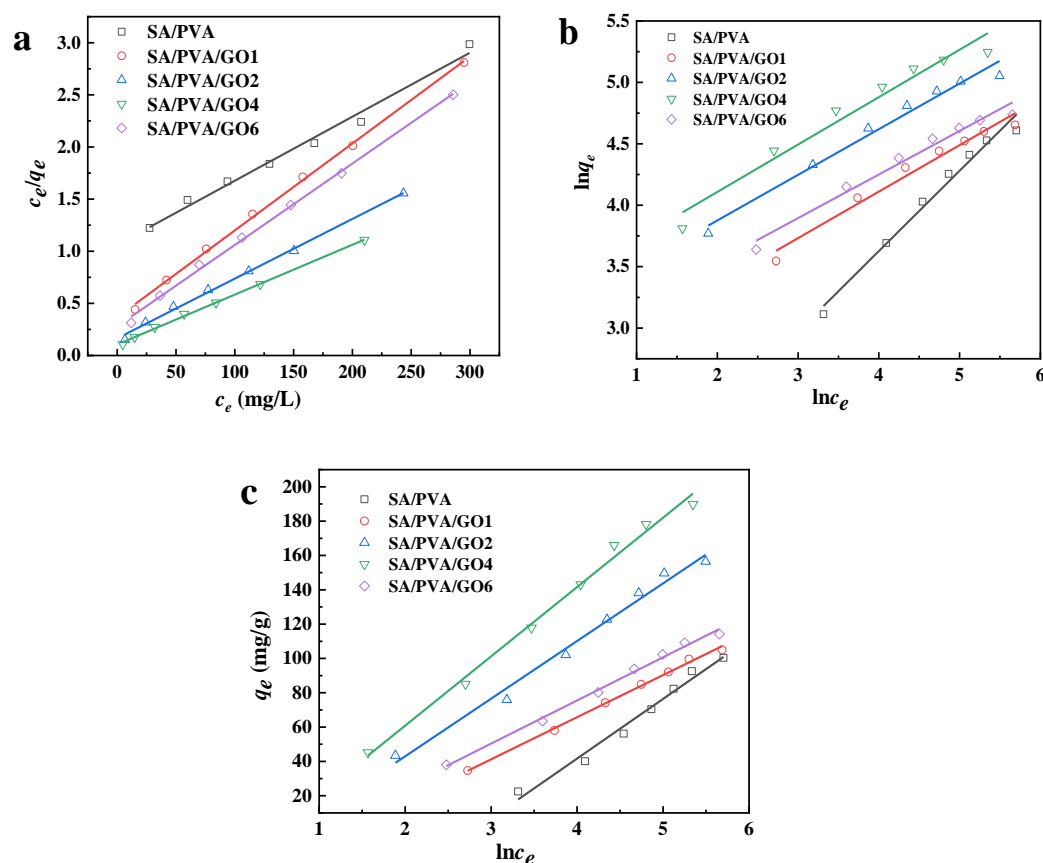 a
SA/PVA
SA/PVA/GO1
SA/PVA/GO2
SA/PVA/GO4
SA/PVA/GO6
3.0
2.5
2.0
1.5
1.0
0.5
0.0
0 50 100 150 200 250 300
c_e/q_e
c_e (mg/L)
b
SA/PVA
SA/PVA/GO1
SA/PVA/GO2
SA/PVA/GO4
SA/PVA/GO6
5.5
5.0
4.5
4.0
3.5
3.0
1 2 3 4 5 6
lnq_e
lnc_e
c
SA/PVA
SA/PVA/GO1
SA/PVA/GO2
SA/PVA/GO4
SA/PVA/GO6
200
180
160
140
120
100
80
60
40
20
1 2 3 4 5 6
q_e (mg/g)
lnc_e